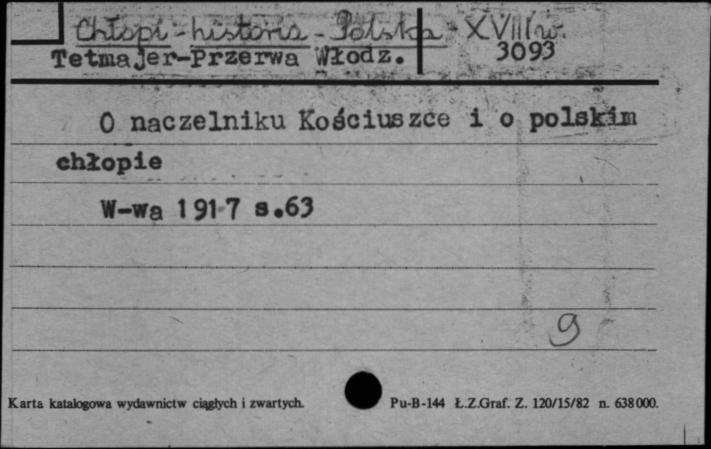 Chłopi - historia - Polska - XVIII w.
Tetmajer-Przerwa Włodz.
3093
O naczelniku Kościuszce i o polskim
chłopie
W-wa 1917 s.63
9
Karta katalogowa wydawnictw ciągłych i zwartych. Pu-B-144 Ł.Z.Graf. Z. 120/15/82 n. 638000.